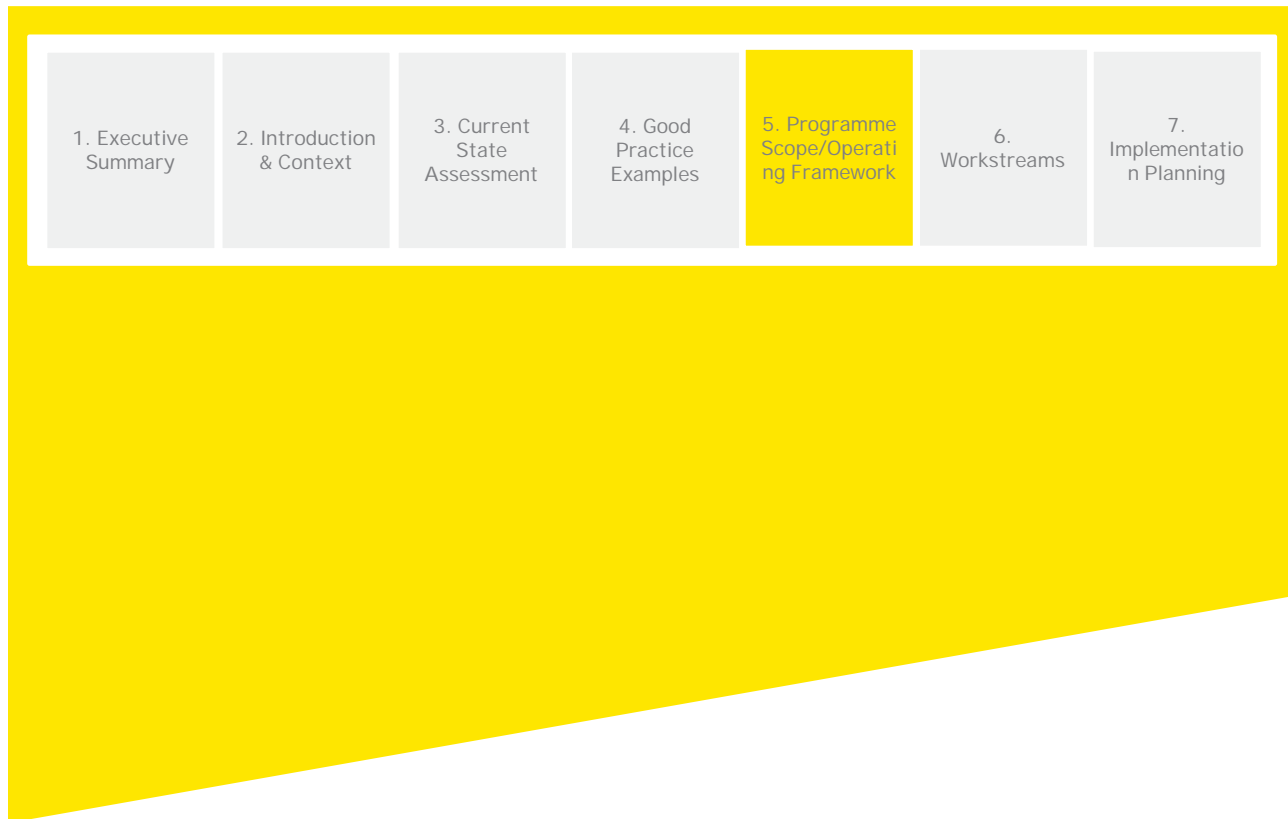 1. Executive
Summary
2. Introduction
& Context
3. Current
State
Assessment
4. Good
Practice
Examples
5. Programme
Scope/Operati
ng Framework
6.
Workstreams
7.
Implementatio
n Planning